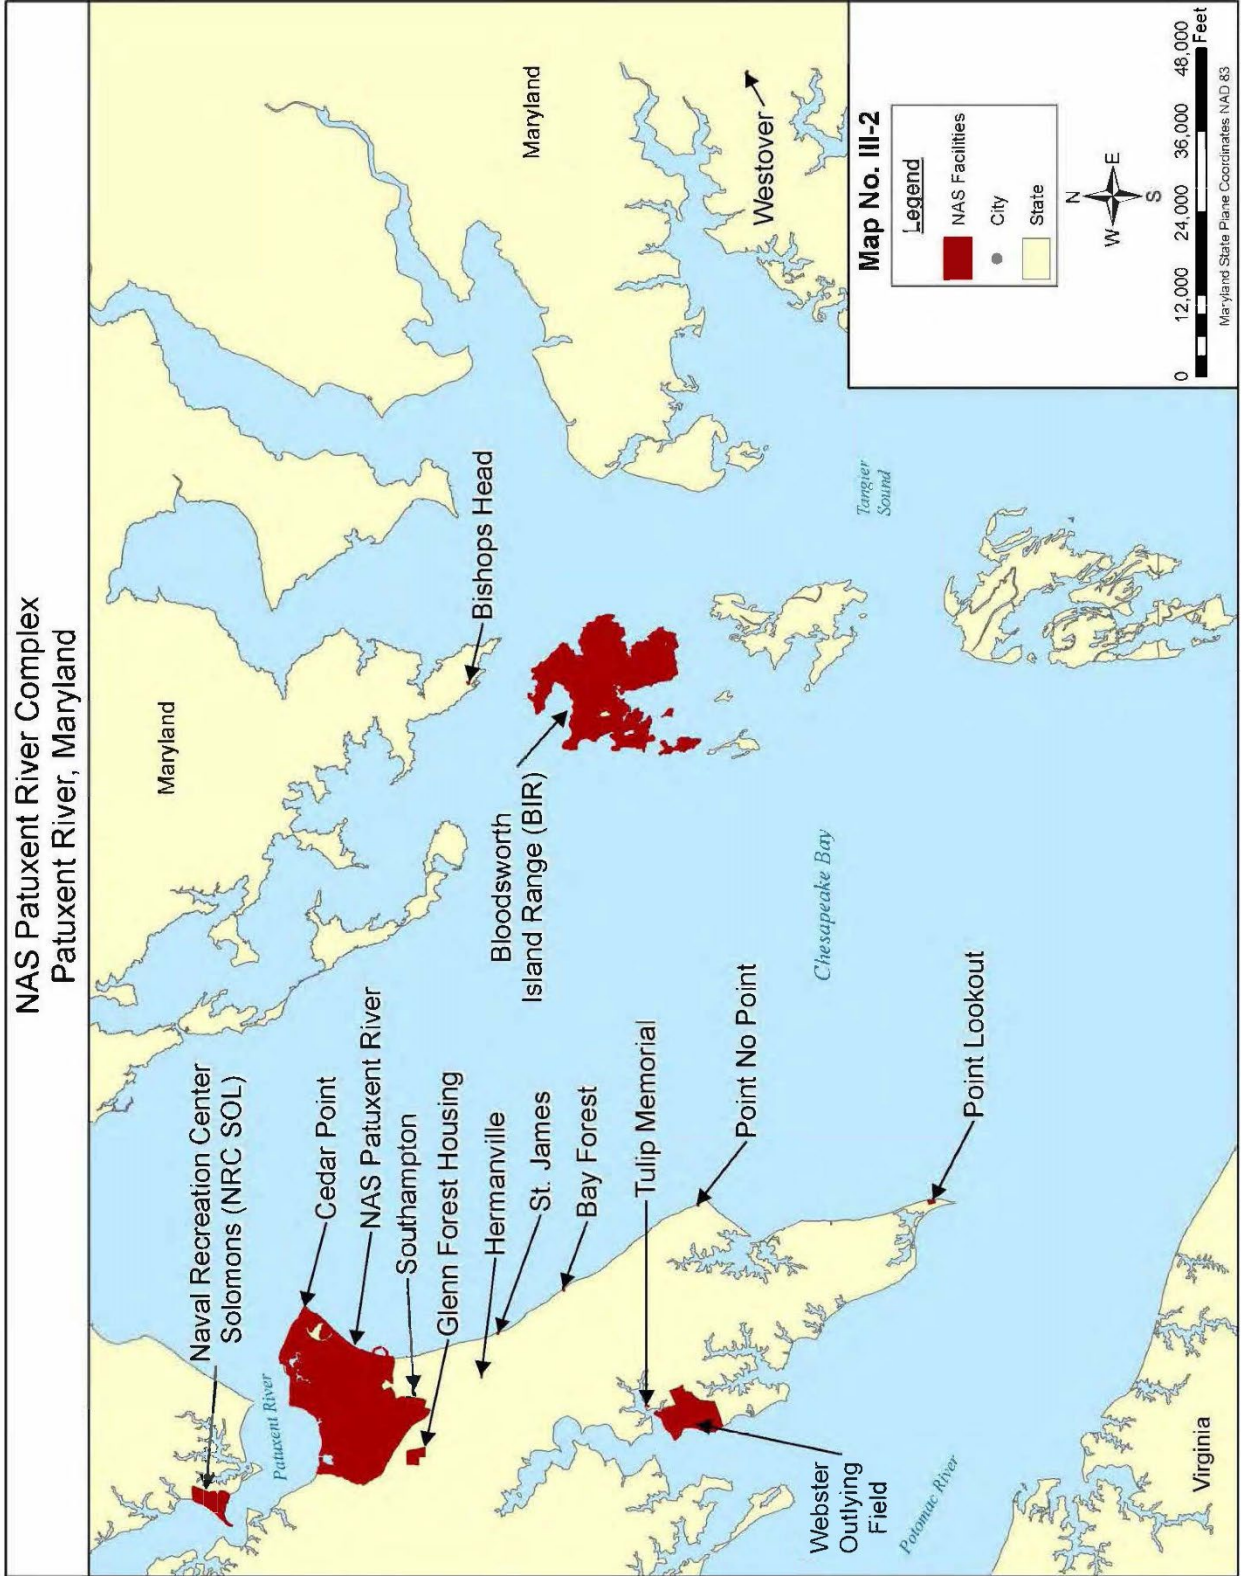 NAS Patuxent River Complex
Patuxent River, Maryland
Naval Recreation Center
Solomons (NRC SOL)
Patuxent River
Cedar Point
NAS Patuxent River
Southampton
Glenn Forest Housing
Hermanville
St. James
Bay Forest
Tulip Memorial
Point No Point
Webster
Outlying
Field
Potomac River
Point Lookout
Virginia
Maryland
Bishops Head
Bloodsworth
Island Range (BIR)
Chesapeake Bay
Tangier
Sound
Maryland
Westover
Map No. III-2
Legend
NAS Facilities
City
State
N
W E
S
0 12,000 24,000 36,000 48,000
Feet
Maryland State Plane Coordinates NAD 83